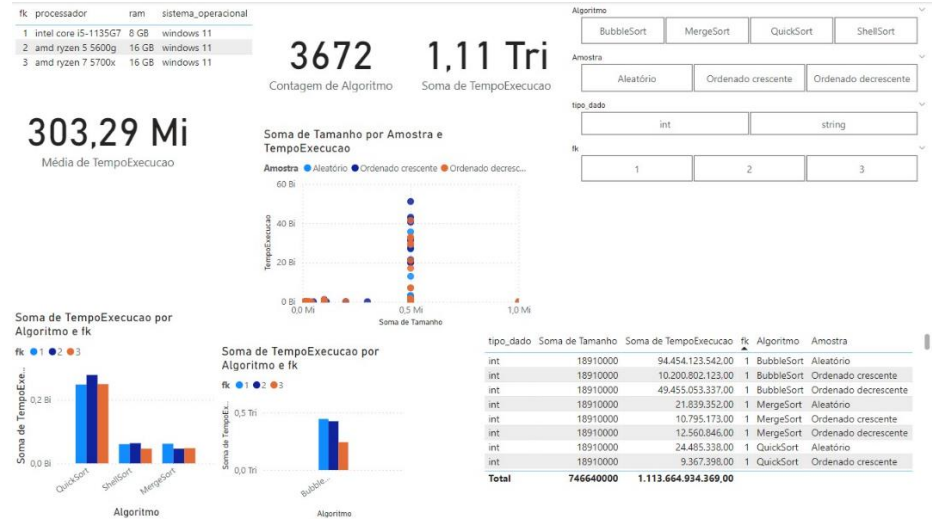 fk processador ram sistema_operacional
1 intel core i5-1135G7 8 GB windows 11
2 amd ryzen 5 5600g 16 GB windows 11
3 amd ryzen 7 5700x 16 GB windows 11
3672
Contagem de Algoritmo
1,11 Tri
Soma de TempoExecucao
Algoritmo
BubbleSort MergeSort QuickSort ShellSort
Amostra
Aleatório Ordenado crescente Ordenado decrescente
tipo_dado
int string
fk
1 2 3
303,29 Mi
Média de TempoExecucao
Soma de Tamanho por Amostra e
TempoExecucao
Amostra Aleatório Ordenado crescente Ordenado decresc...
TempoExecucao
60 Bi
40 Bi
20 Bi
0 Bi
0,0 Mi 0,5 Mi 1,0 Mi
Soma de Tamanho
Soma de TempoExecucao por
Algoritmo e fk
fk 1 2 3
Soma de TempoExe...
0,2 Bi
0,0 Bi
QuickSort ShellSort MergeSort
Algoritmo
Soma de TempoExecucao por
Algoritmo e fk
fk 1 2 3
Soma de TempoEx...
0,5 Tri
0,0 Tri
Bubble...
Algoritmo
tipo_dado Soma de Tamanho Soma de TempoExecucao fk Algoritmo Amostra
int 18910000 94.454.123.542,00 1 BubbleSort Aleatório
int 18910000 10.200.802.123,00 1 BubbleSort Ordenado crescente
int 18910000 49.455.053.337,00 1 BubbleSort Ordenado decrescente
int 18910000 21.839.352,00 1 MergeSort Aleatório
int 18910000 10.795.173,00 1 MergeSort Ordenado crescente
int 18910000 12.560.846,00 1 MergeSort Ordenado decrescente
int 18910000 24.485.338,00 1 QuickSort Aleatório
int 18910000 9.367.398,00 1 QuickSort Ordenado crescente
Total 746640000 1.113.664.934.369,00